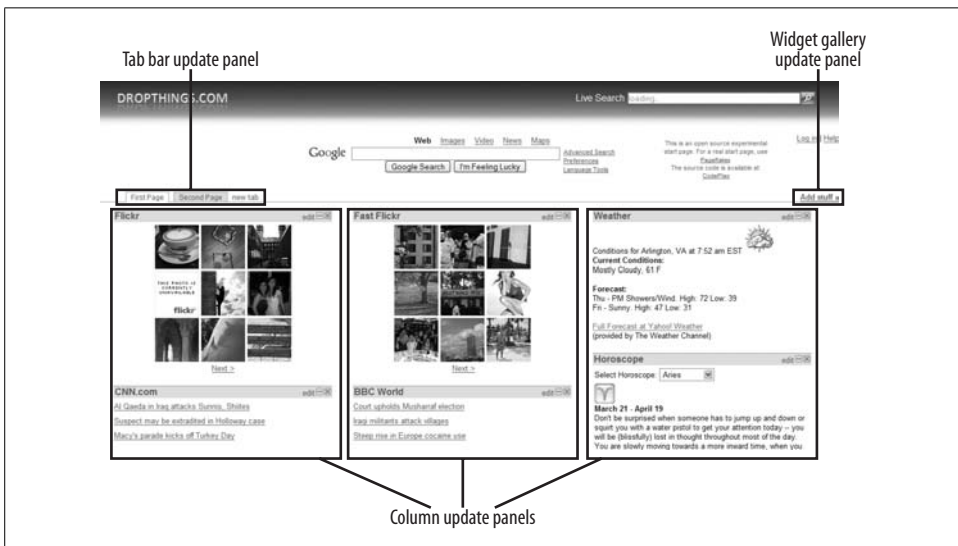 Tab bar update panel
Widget gallery
update panel
DROPTHINGS.COM
Live Search loading...
Web Images Video News Maps
Google
Advanced Search
Preferences
Language Tools
Google Search I'm Feeling Lucky
This is an open source experimental
start page. For a real start page, use
Pageflakes
The source code is available at:
CodePlex
Log in Help
First Page Second Page new tab
Add stuff
Flickr edit
THIS PHOTO IS
CURRENTLY
UNAVAILABLE
flickr
Next >
CNN.com edit
Al Qaeda in Iraq attacks Sunnis, Shiites
Suspect may be extradited in Holloway case
Macy's parade kicks off Turkey Day
Fast Flickr edit
Next >
BBC World edit
Court upholds Musharraf election
Iraqi militants attack villages
Steep rise in Europe cocaine use
Weather edit
Conditions for Arlington, VA at 7:52 am EST
Current Conditions:
Mostly Cloudy, 61 F
Forecast:
Thu - PM Showers/Wind. High: 72 Low: 39
Fri - Sunny. High: 47 Low: 31
Full Forecast at Yahoo! Weather
(provided by The Weather Channel)
Horoscope edit
Select Horoscope: Aries
March 21 - April 19
Don't be surprised when someone has to jump up and down or
squirt you with a water pistol to get your attention today -- you
will be (blissfully) lost in thought throughout most of the day.
You are slowly moving towards a more inward time, when you
Column update panels